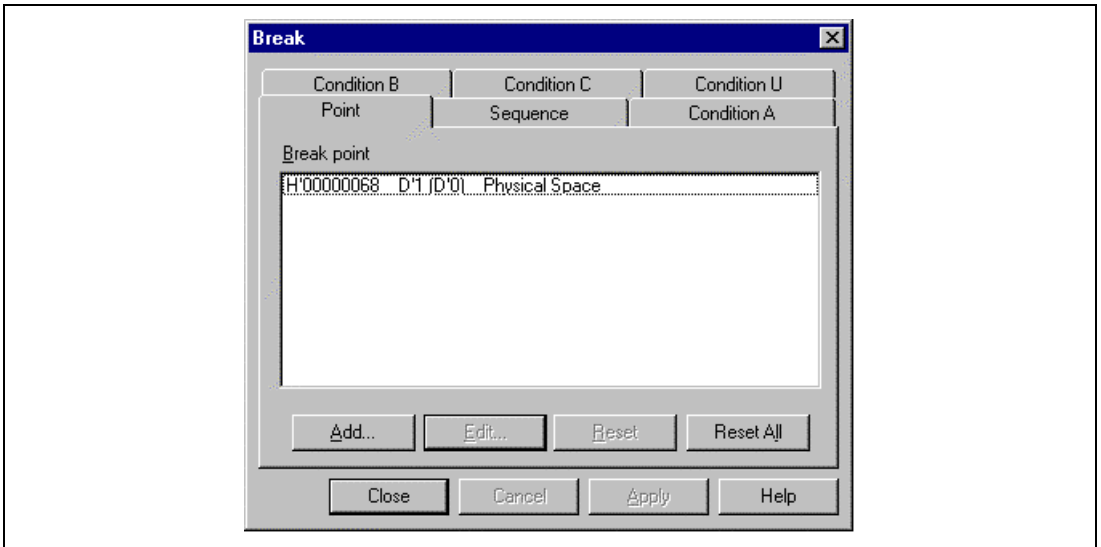 Break
Condition B Condition C Condition U
Point Sequence Condition A
Break point
H'00000068 D'1 (D'0) Physical Space
Add... Edit... Reset Reset All
Close Cancel Apply Help